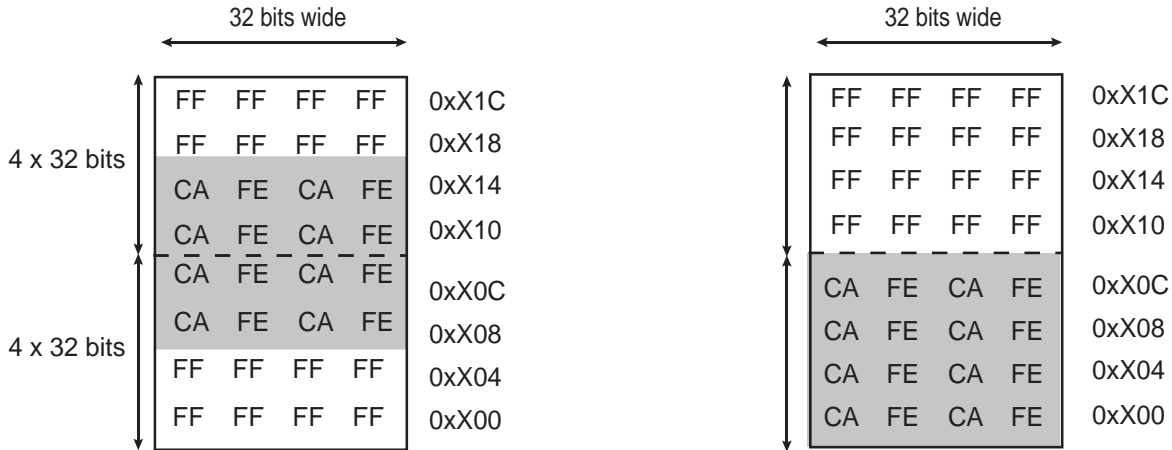 32 bits wide
4 x 32 bits
4 x 32 bits
FF FF FF FF 0xX1C
FF FF FF FF 0xX18
CA FE CA FE 0xX14
CA FE CA FE 0xX10
CA FE CA FE 0xX0C
CA FE CA FE 0xX08
FF FF FF FF 0xX04
FF FF FF FF 0xX00
32 bits wide
FF FF FF FF 0xX1C
FF FF FF FF 0xX18
FF FF FF FF 0xX14
FF FF FF FF 0xX10
CA FE CA FE 0xX0C
CA FE CA FE 0xX08
CA FE CA FE 0xX04
CA FE CA FE 0xX00